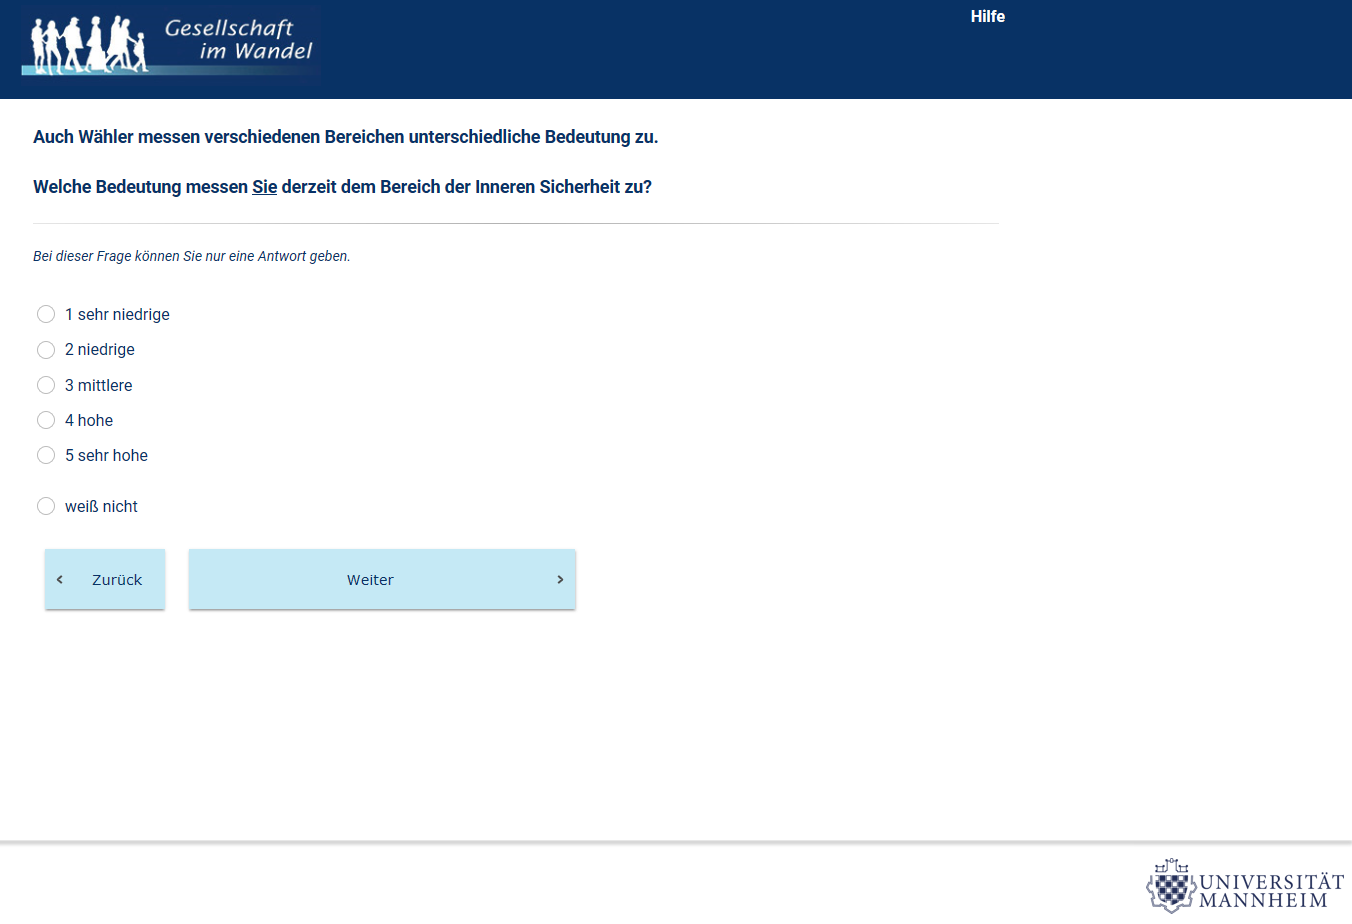 Gesellschaft
im Wandel
Hilfe
Auch Wähler messen verschiedenen Bereichen unterschiedliche Bedeutung zu.
Welche Bedeutung messen Sie derzeit dem Bereich der Inneren Sicherheit zu?
Bei dieser Frage können Sie nur eine Antwort geben.
1 sehr niedrige
2 niedrige
3 mittlere
4 hohe
5 sehr hohe
weiß nicht
Zurück
Weiter
UNIVERSITÄT
MANNHEIM